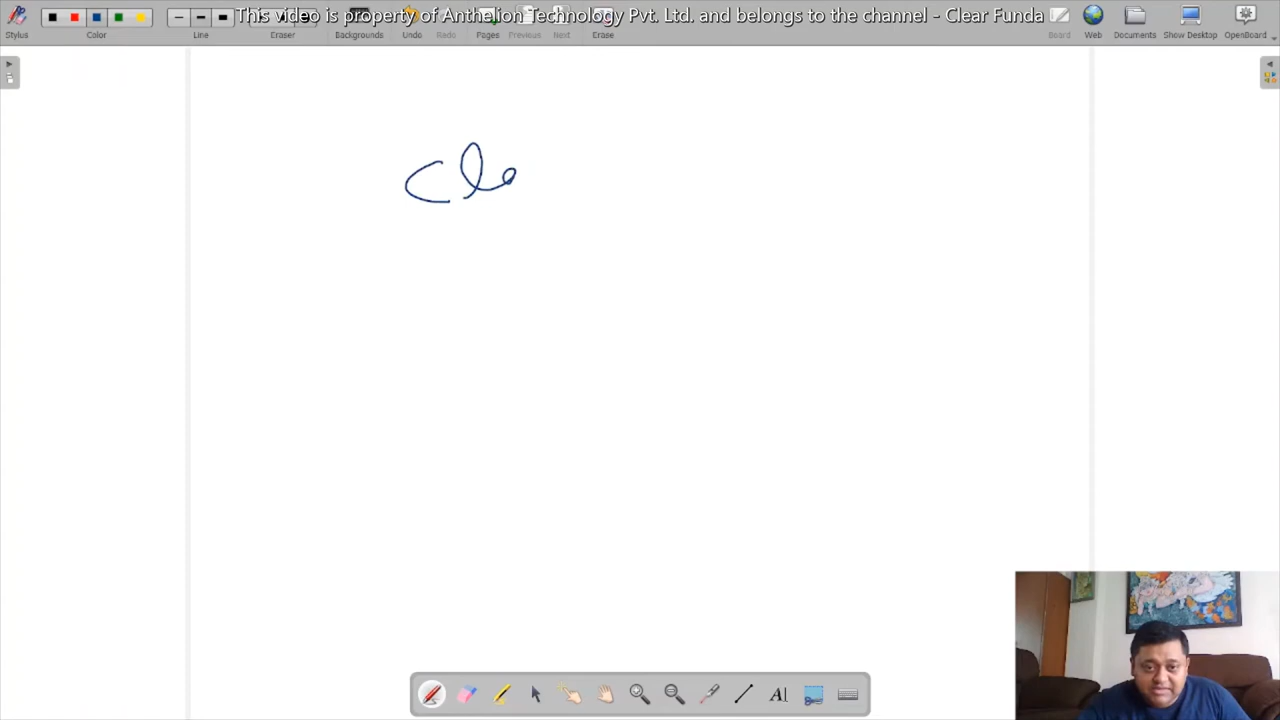 This video is property of Anthelion Technology Pvt. Ltd. and belongs to the channel - Clear Funda
Stylus Color Line Eraser Backgrounds Undo Redo Pages Previous Next Erase Board Web Documents Show Desktop OpenBoard
Cle